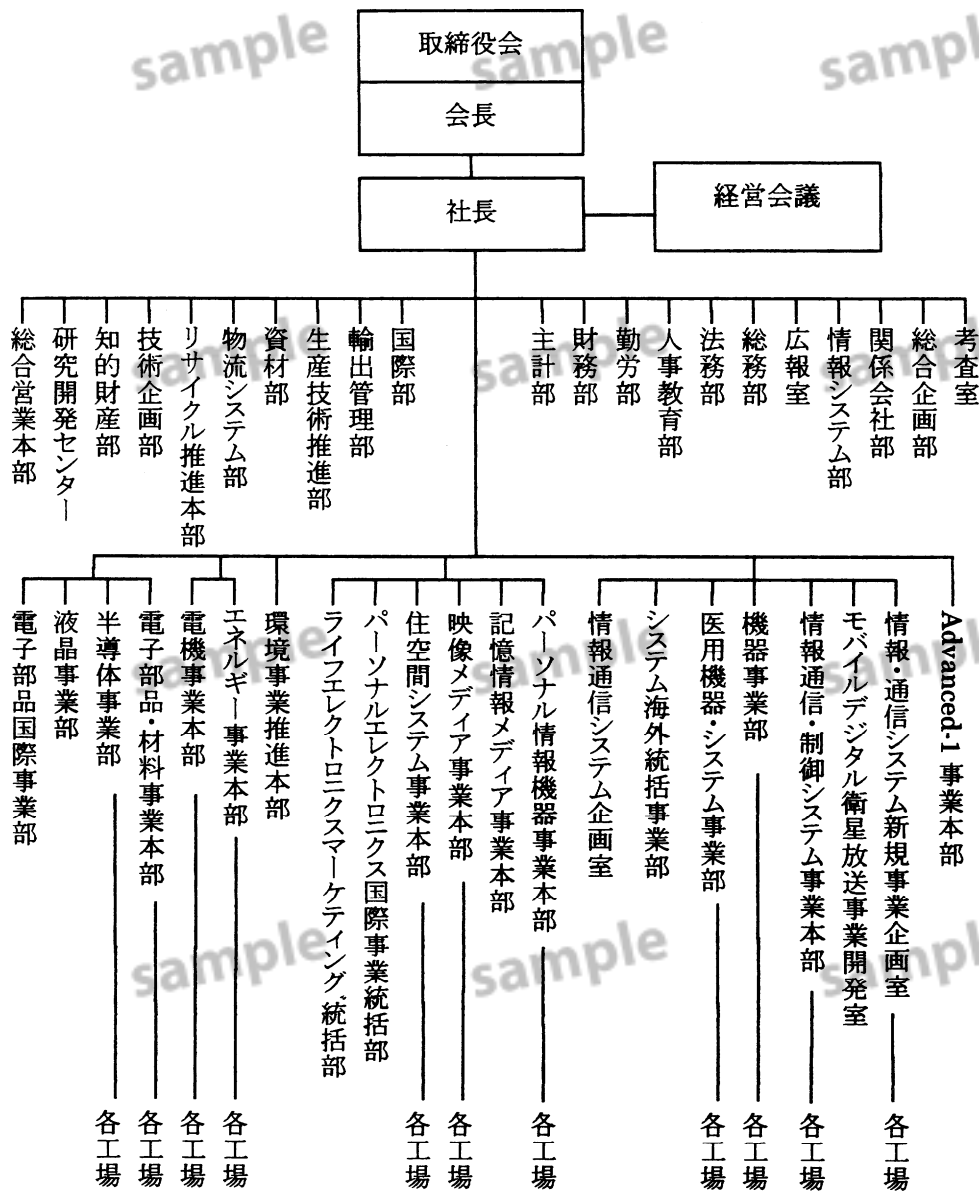 取締役会
会長
社長
経営会議
考査室
総合企画部
関係会社部
情報システム部
広報室
総務部
法務部
人事教育部
勤労部
財務部
主計部
国際部
輸出管理部
生産技術推進部
資材部
物流システム部
リサイクル推進本部
技術企画部
知的財産部
研究開発センター
総合営業本部
Advanced-1 事業本部
情報・通信システム新規事業企画室
モバイルデジタル衛星放送事業開発室
情報通信・制御システム事業本部
機器事業部
医用機器・システム事業部
システム海外統括事業部
情報通信システム企画室
パーソナル情報機器事業本部
記憶情報メディア事業本部
映像メディア事業本部
住空間システム事業本部
パーソナルエレクトロニクス国際事業統括部
ライフエレクトロニクスマーケティング統括部
環境事業推進本部
エネルギー事業本部
電機事業本部
電子部品・材料事業本部
半導体事業部
液晶事業部
電子部品国際事業部
各工場
各工場
各工場
各工場
各工場
各工場
各工場
各工場
各工場
各工場
各工場
sample
sample
sample
sample
sample
sample
sample
sample
sample
sample
sample
sample